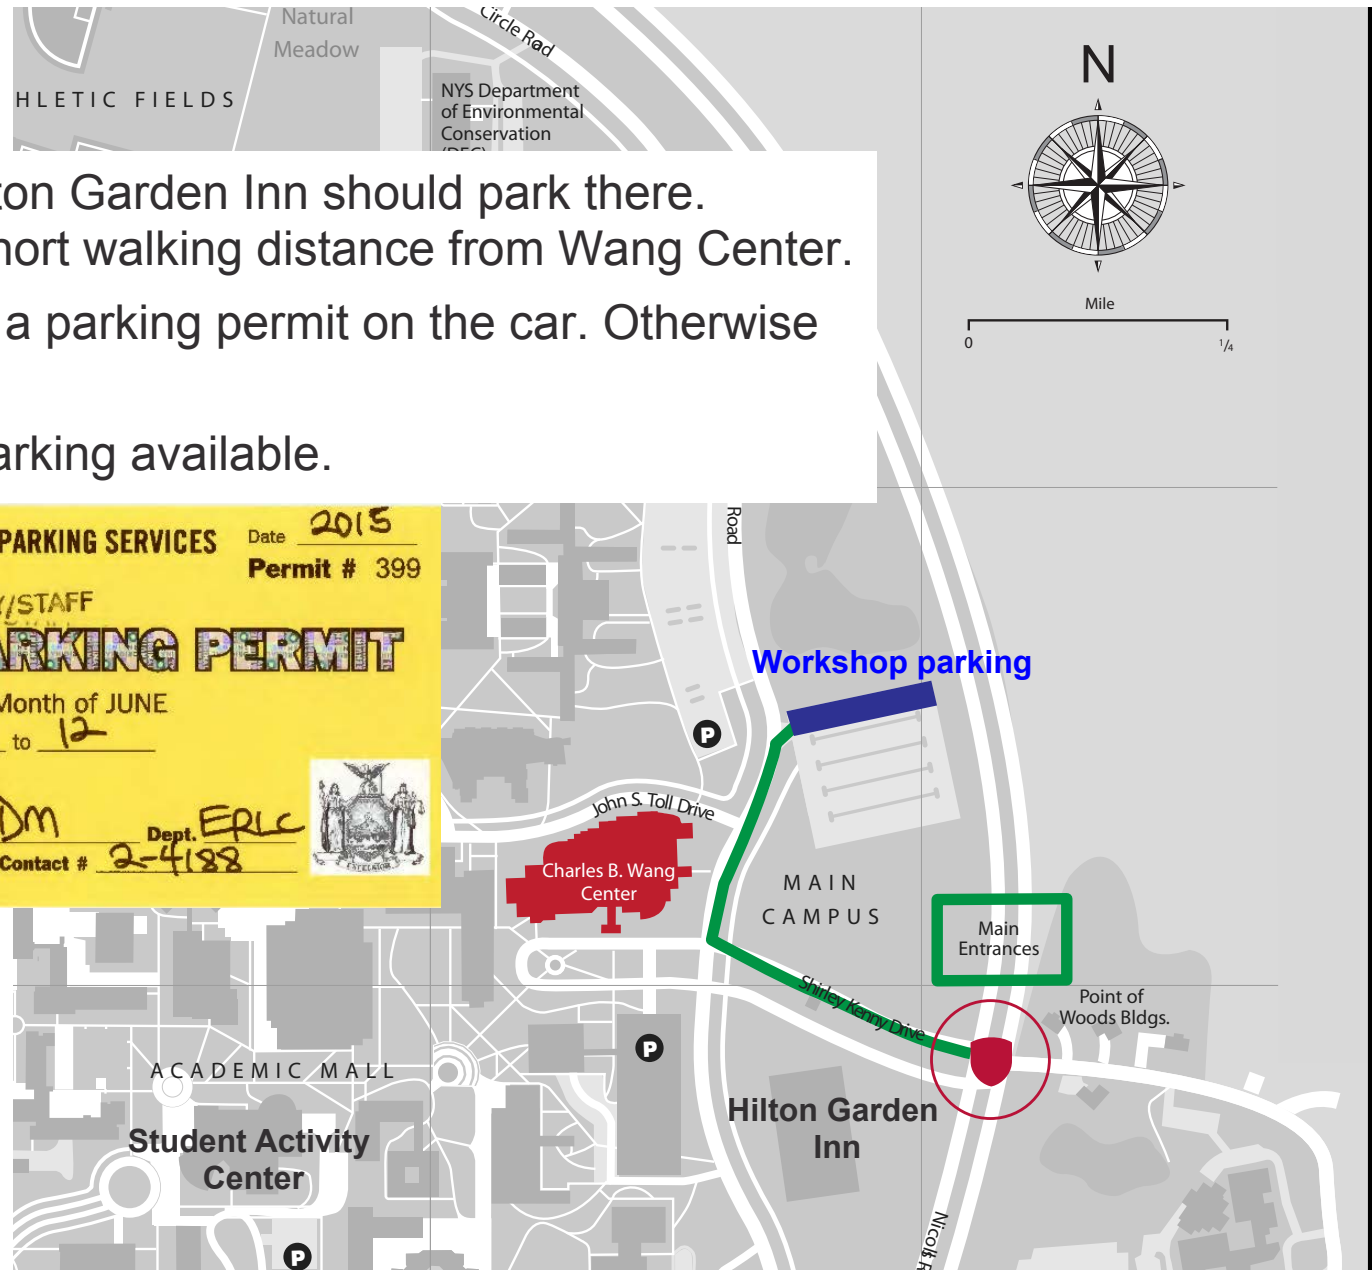 Natural
Meadow
Circle Road
HLETIC FIELDS
NYS Department
of Environmental
Conservation
(DEC)
N
ton Garden Inn should park there.
hort walking distance from Wang Center.
a parking permit on the car. Otherwise
arking available.
Mile
0 1/4
Road
PARKING SERVICES Date 2015
Permit # 399
Y/STAFF
ARKING PERMIT
Month of JUNE
to 12
DM Dept. ERLC
Contact # 2-4188
EXCELSIOR
Workshop parking
P
John S. Toll Drive
Charles B. Wang
Center
MAIN
CAMPUS
Main
Entrances
Shirley Kenny Drive
Point of
Woods Bldgs.
P
ACADEMIC MALL
Hilton Garden
Inn
Student Activity
Center
P
Nicolls R